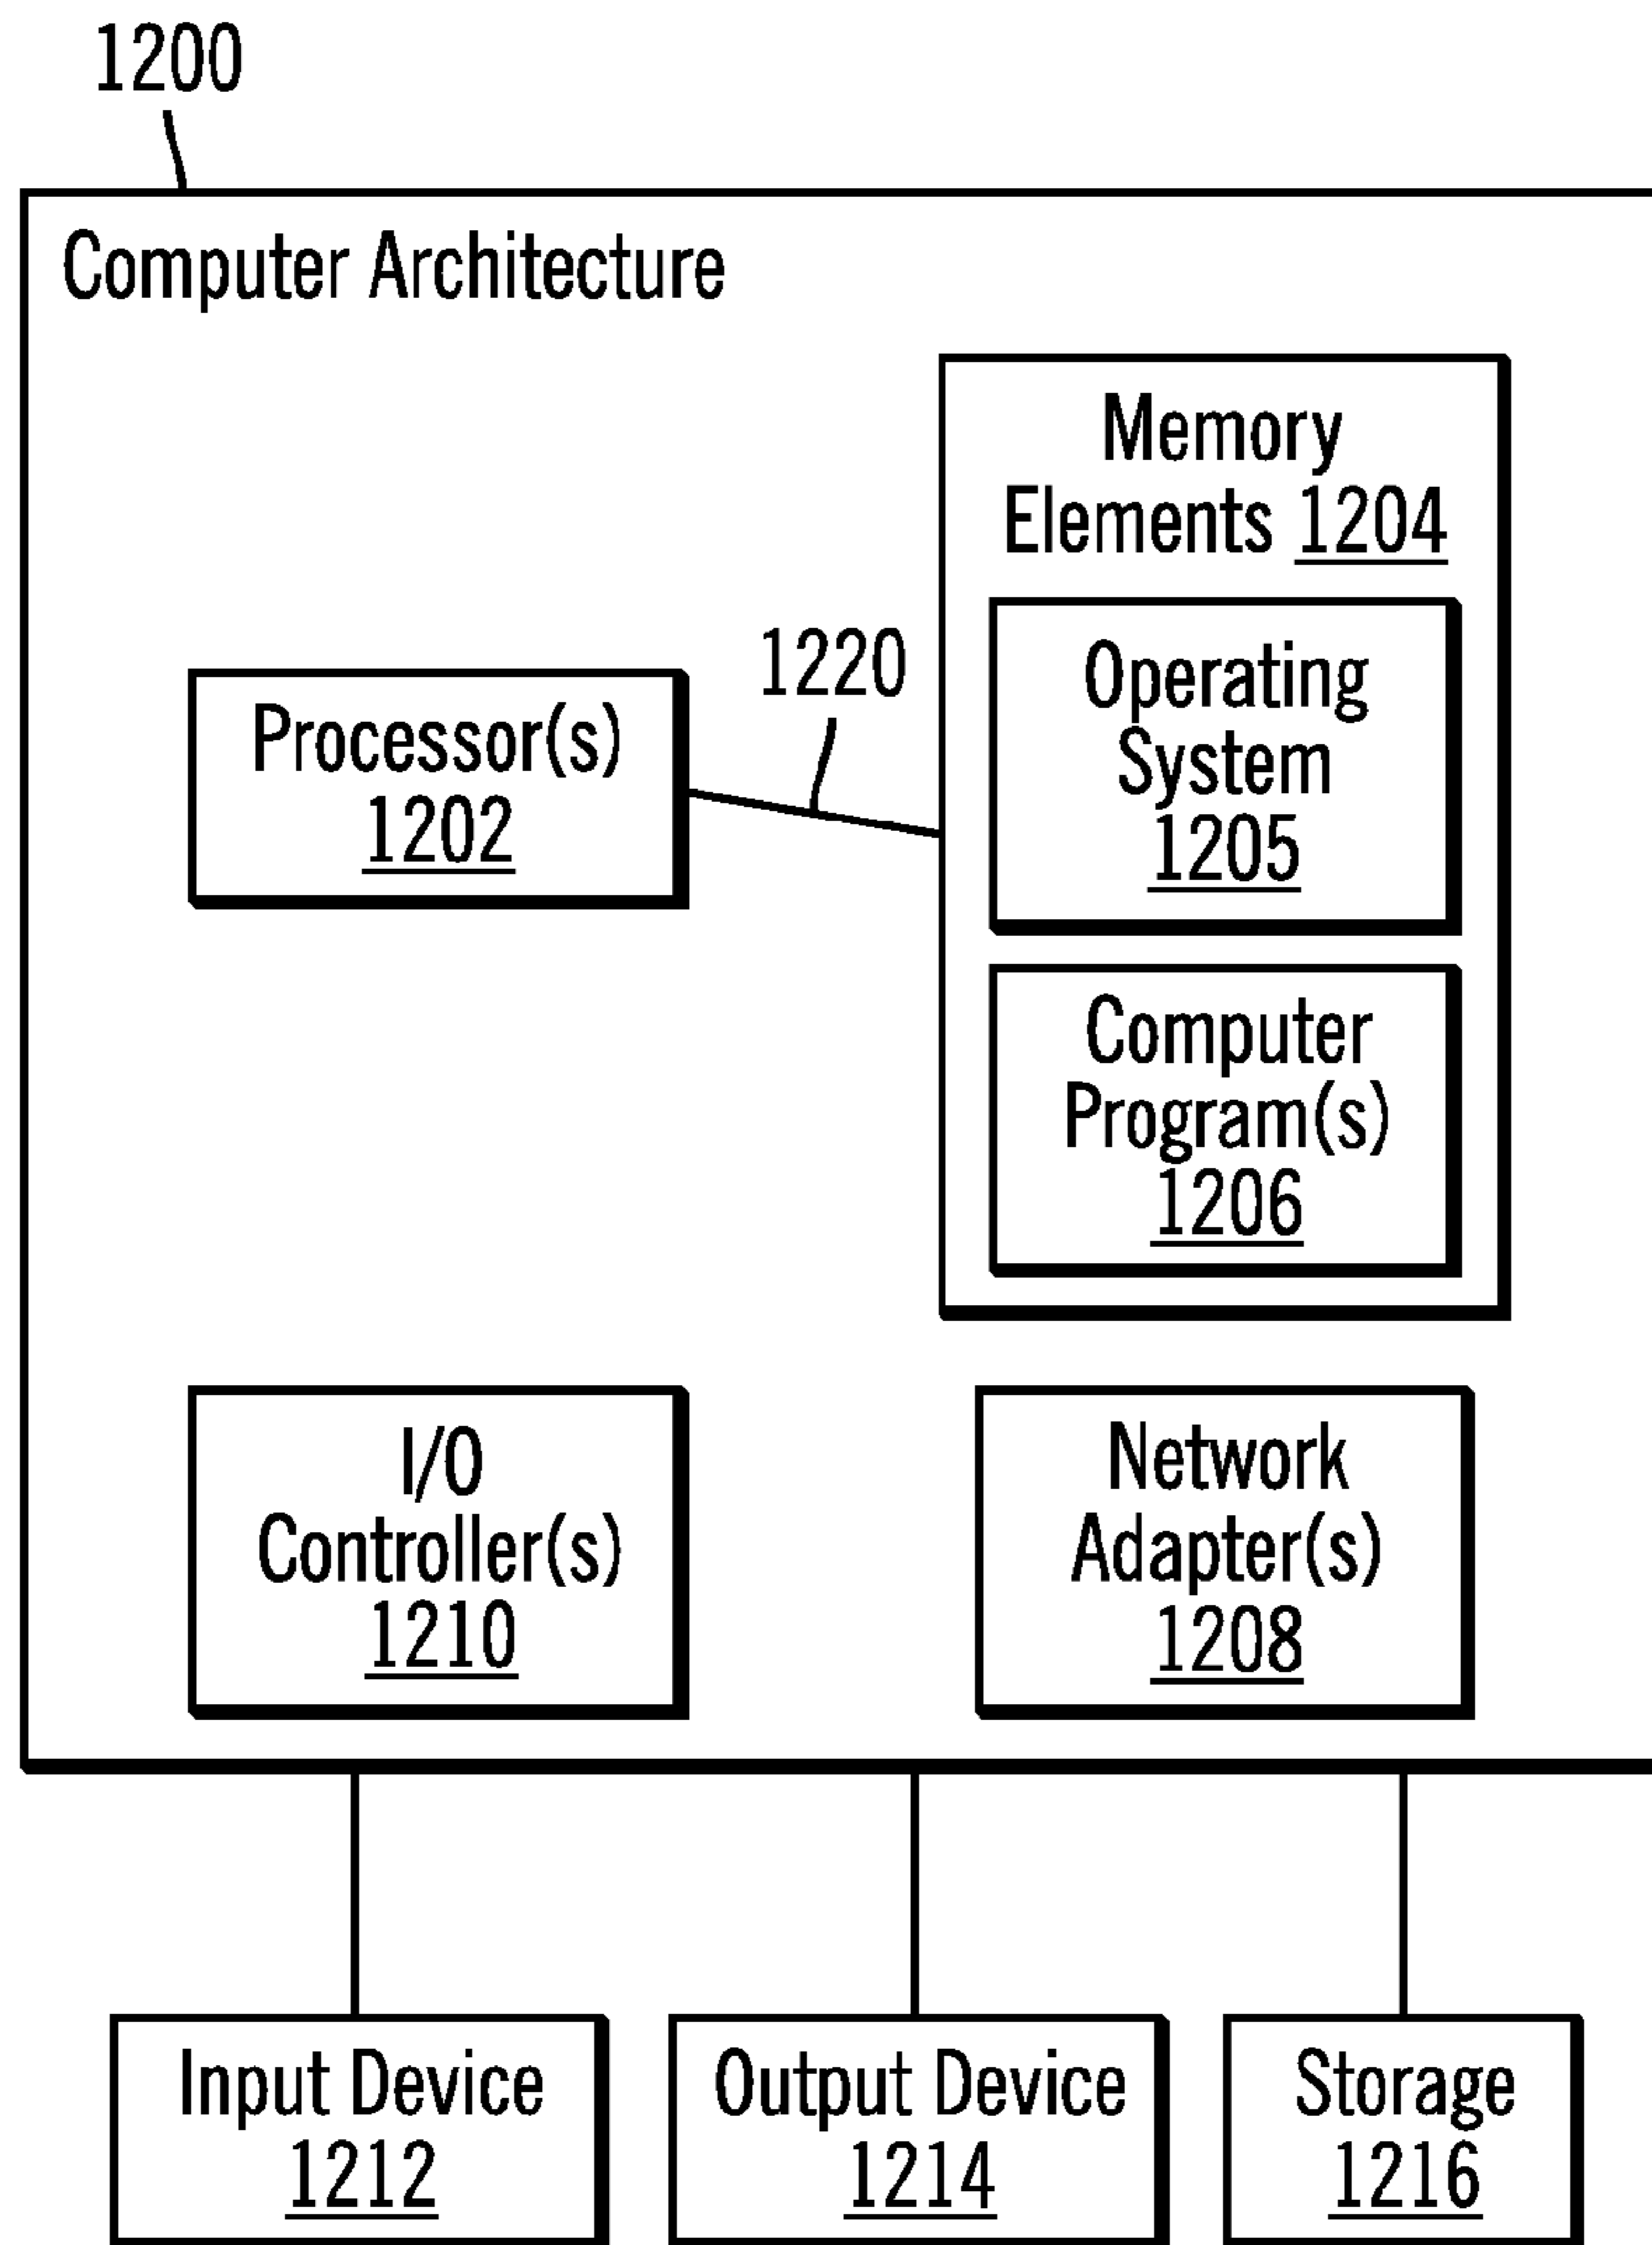 1200
Computer Architecture
Memory
Elements 1204
Operating
System
1205
1220
Processor(s)
1202
Computer
Program(s)
1206
I/O
Controller(s)
1210
Network
Adapter(s)
1208
Input Device
1212
Output Device
1214
Storage
1216